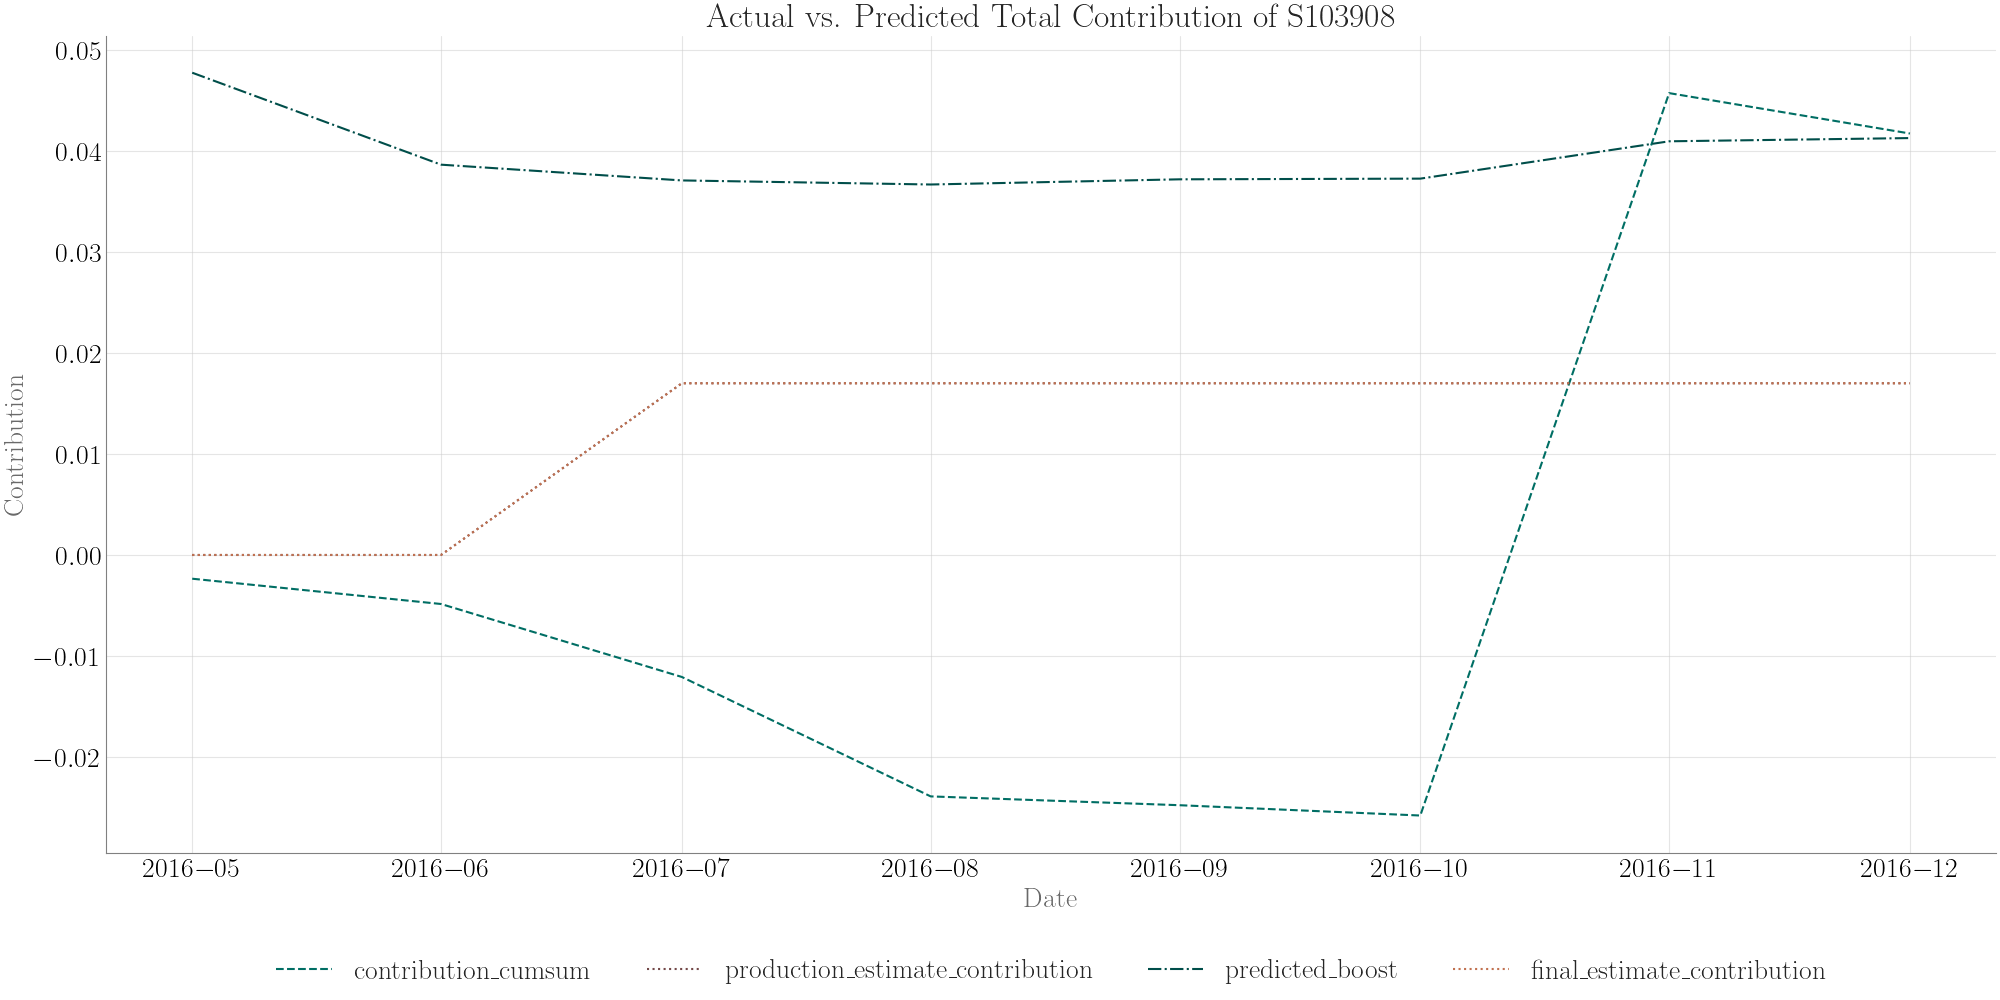 Actual vs. Predicted Total Contribution of S103908
0.05
0.04
0.03
0.02
0.01
0.00
−0.01
−0.02
Contribution
2016−05 2016−06 2016−07 2016−08 2016−09 2016−10 2016−11 2016−12
Date
contribution_cumsum production_estimate_contribution predicted_boost final_estimate_contribution